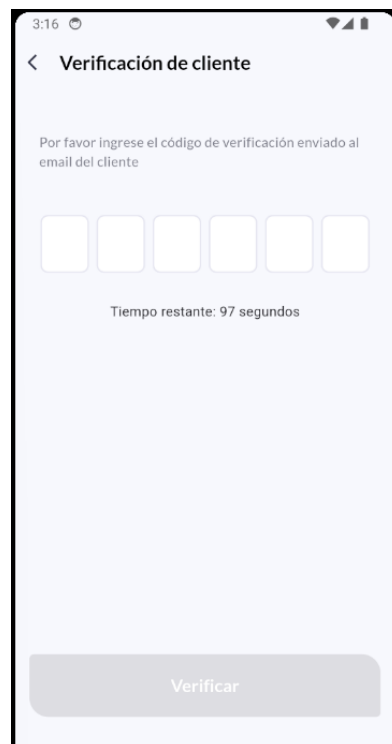 3:16
Verificación de cliente
Por favor ingrese el código de verificación enviado al
email del cliente
Tiempo restante: 97 segundos
Verificar